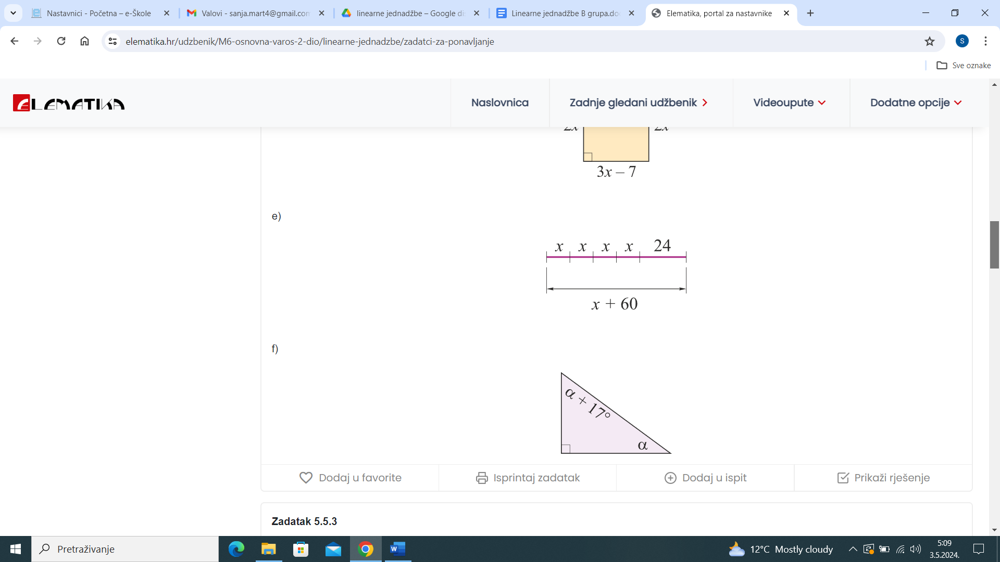 Nastavnici - Početna – e-Škole
Valovi - sanja.mart4@gmail.com
linearne jednadžbe – Google di
Linearne jednadžbe B grupa.do
Elematika, portal za nastavnike
elematika.hr/udzbenik/M6-osnovna-varos-2-dio/linearne-jednadzbe/zadatci-za-ponavljanje
S
Sve oznake
ELEMATIKA
Naslovnica
Zadnje gledani udžbenik
Videoupute
Dodatne opcije
2x 2x
3x – 7
e)
x x x x 24
x + 60
f)
α + 17°
α
Dodaj u favorite
Isprintaj zadatak
Dodaj u ispit
Prikaži rješenje
Zadatak 5.5.3
Pretraživanje
12°C Mostly cloudy
5:09
3.5.2024.